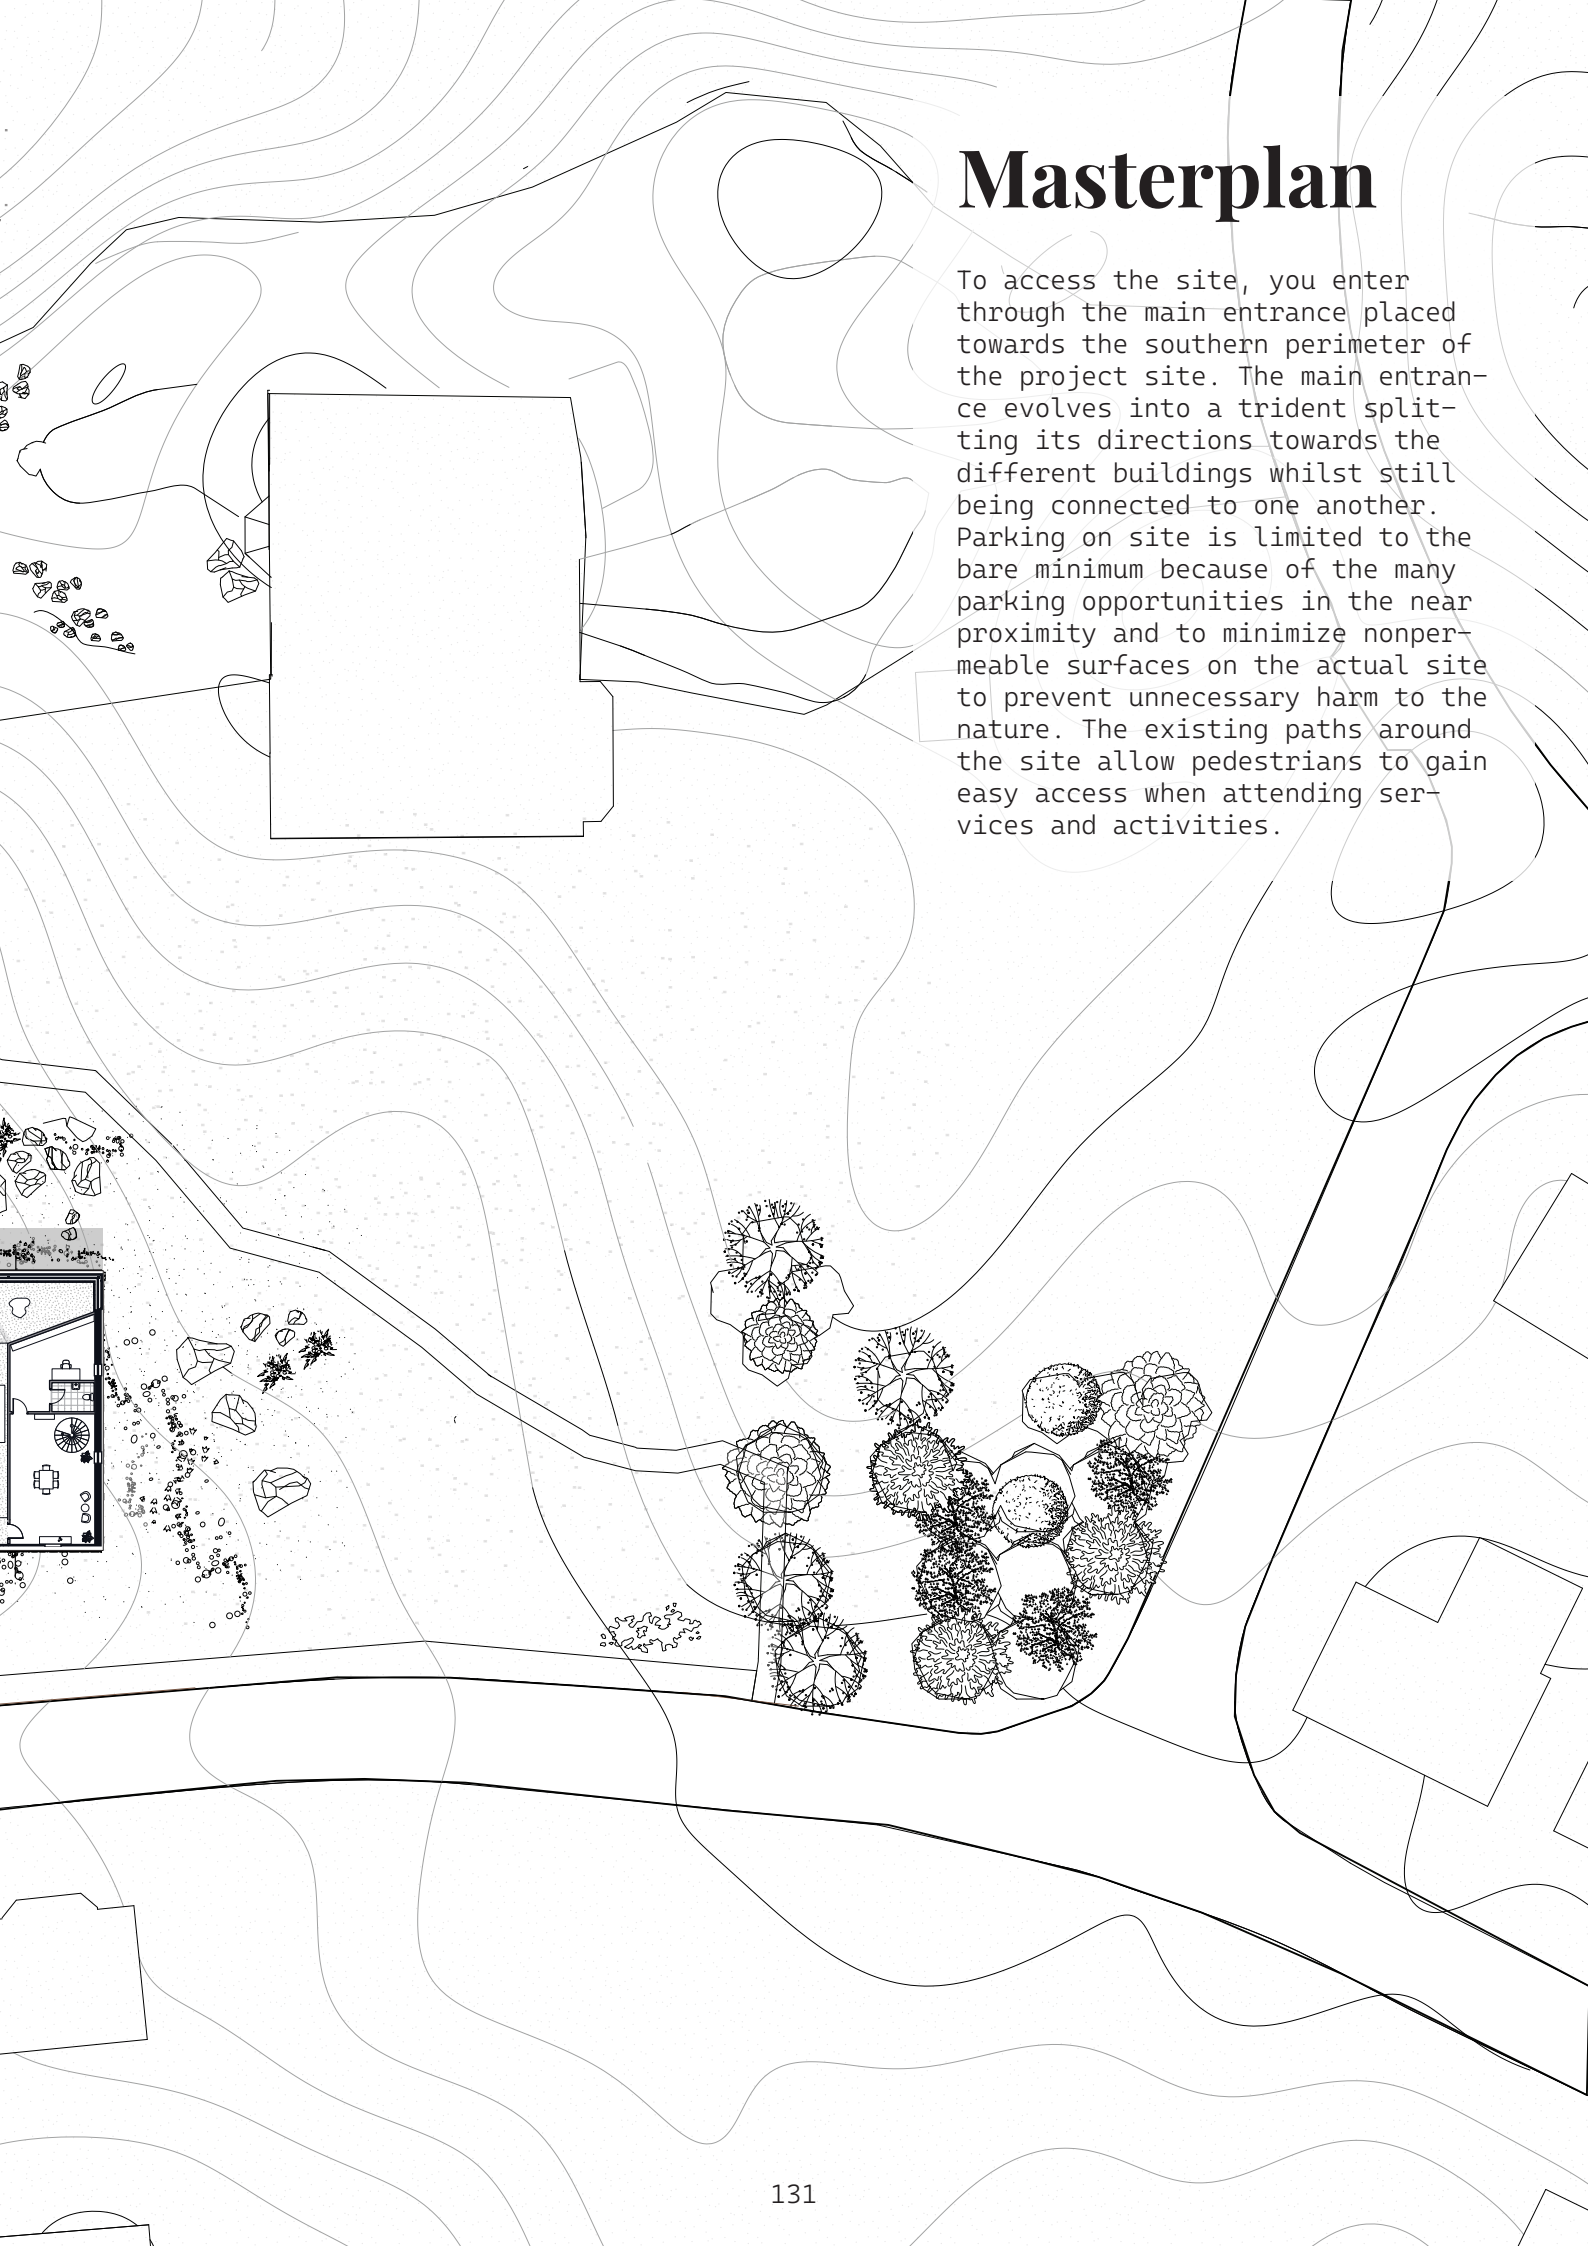 Masterplan
To access the site, you enter
through the main entrance placed
towards the southern perimeter of
the project site. The main entran-
ce evolves into a trident split-
ting its directions towards the
different buildings whilst still
being connected to one another.
Parking on site is limited to the
bare minimum because of the many
parking opportunities in the near
proximity and to minimize nonper-
meable surfaces on the actual site
to prevent unnecessary harm to the
nature. The existing paths around
the site allow pedestrians to gain
easy access when attending ser-
vices and activities.
131